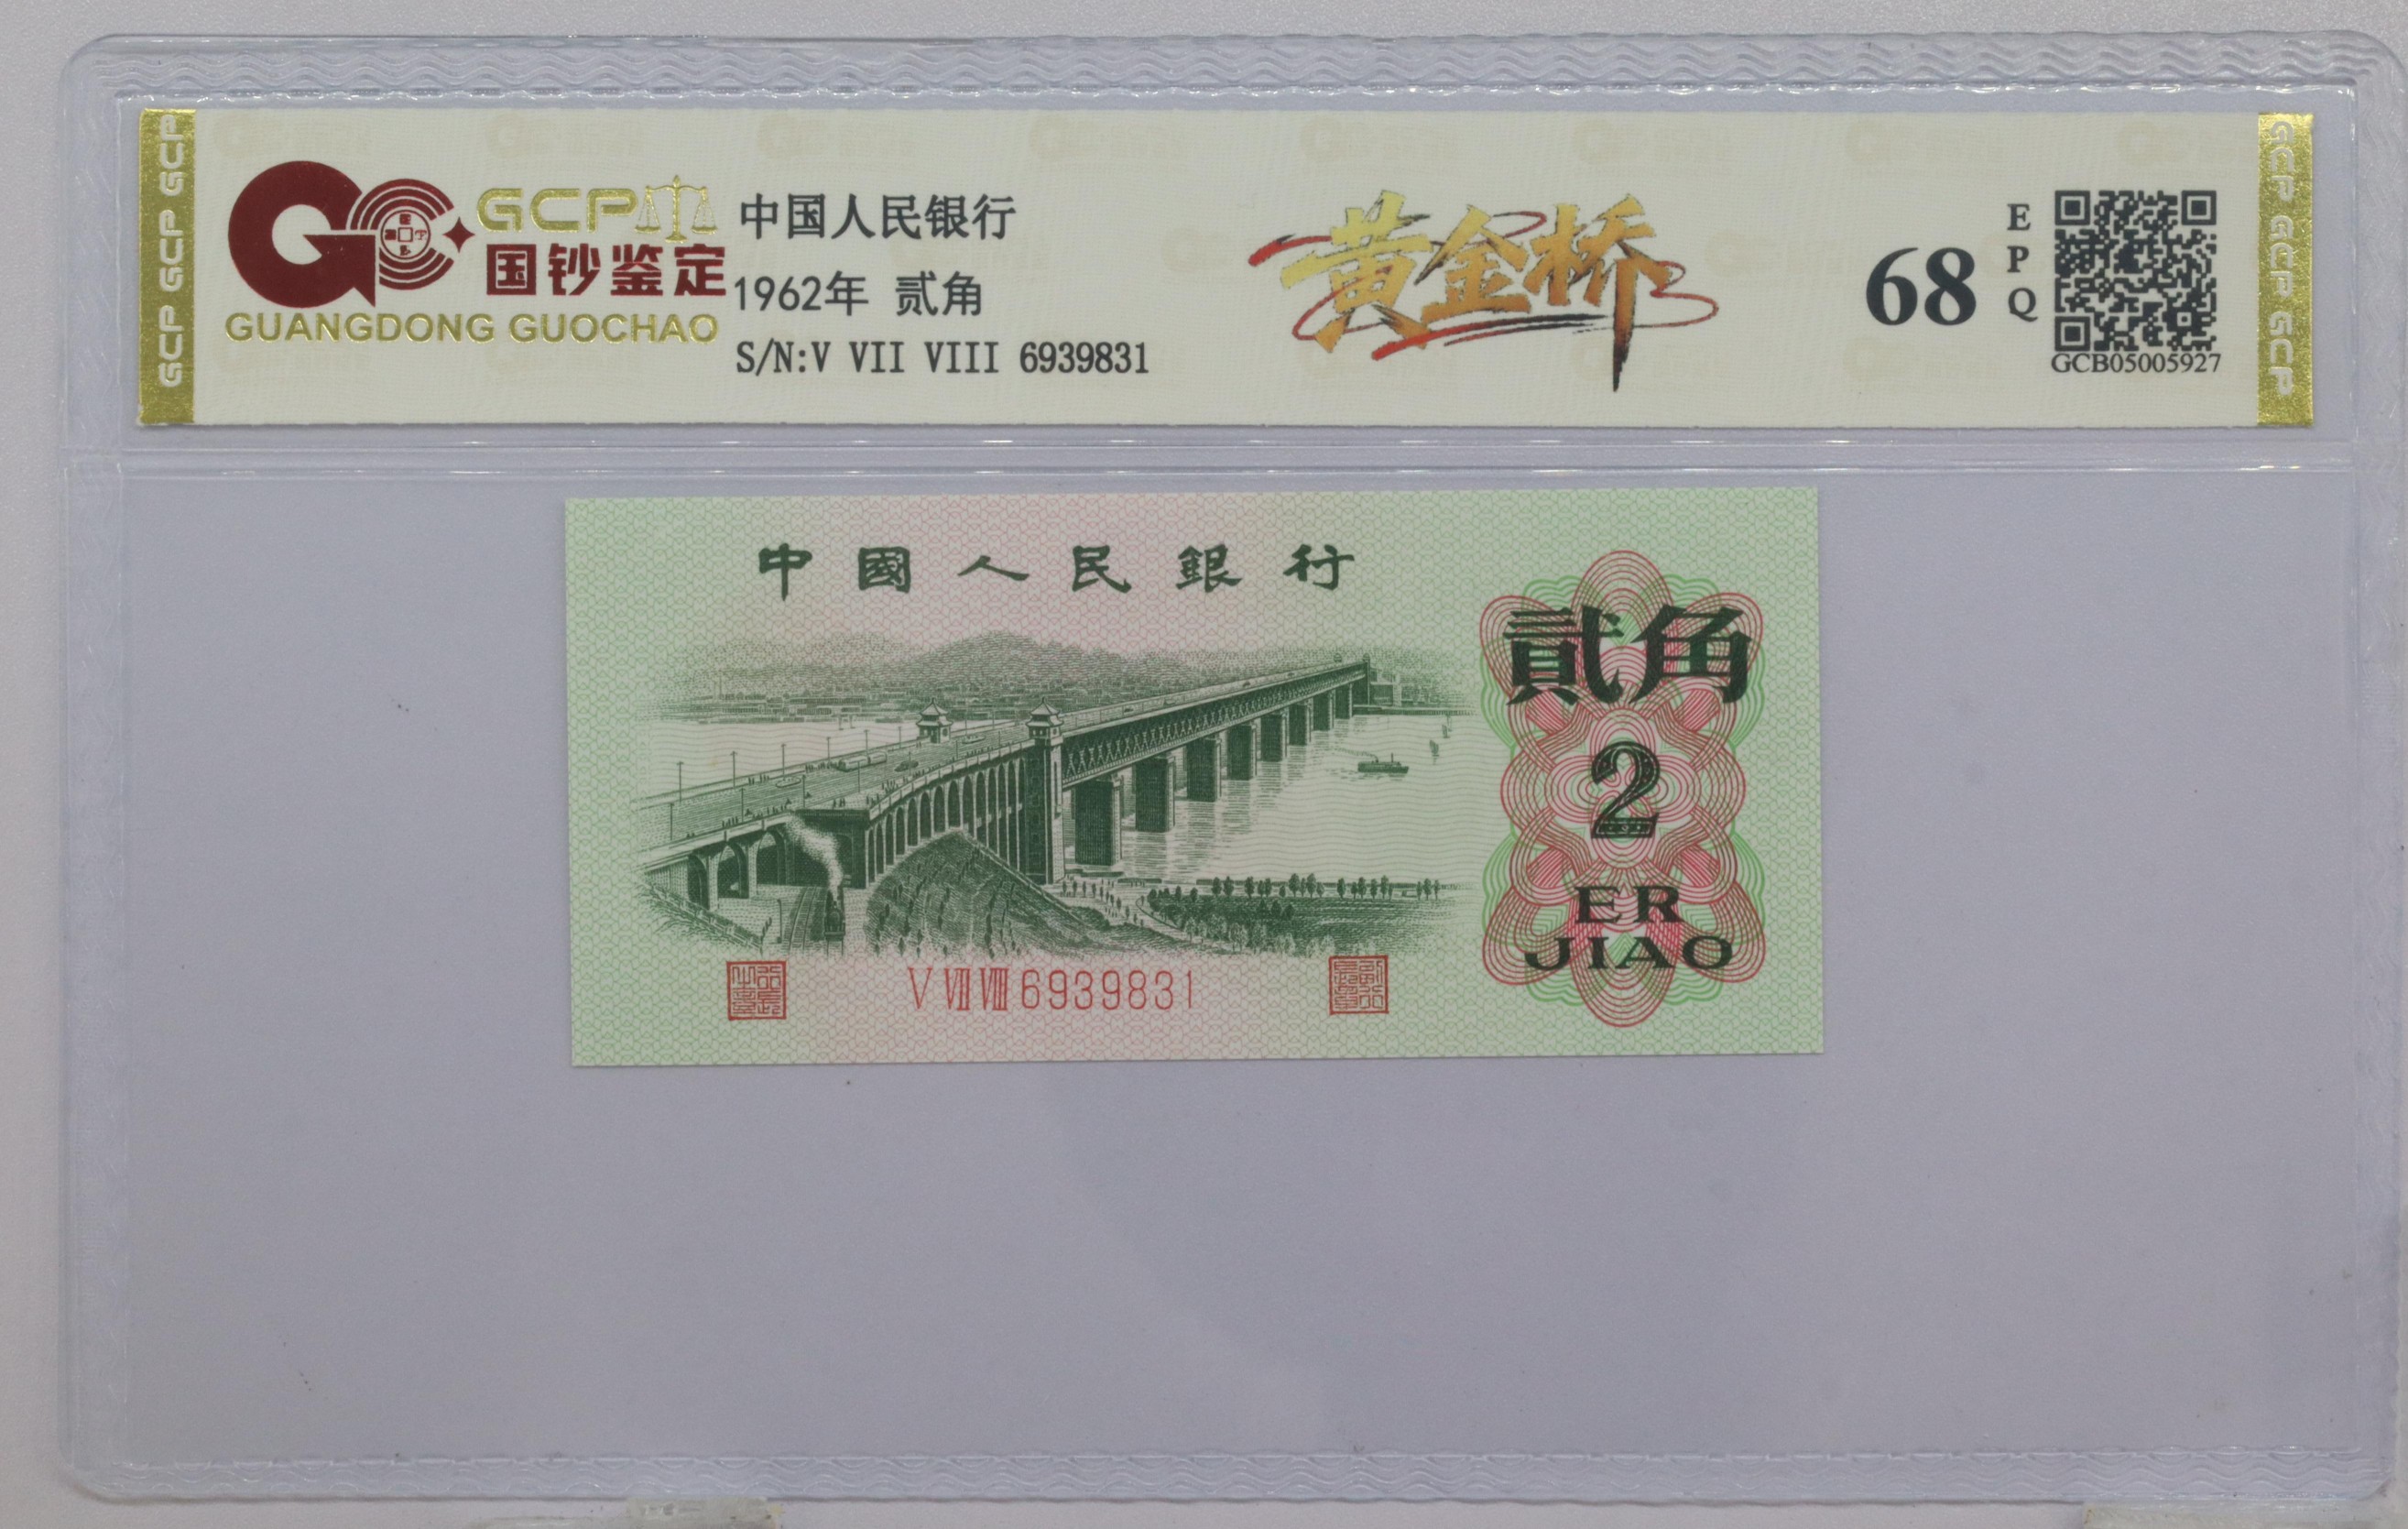 GCP GCP GCP
GCP
国钞鉴定
GUANGDONG GUOCHAO
中国人民银行
1962年 贰角
S/N:V VII VIII 6939831
黄金桥
68
EPQ
GCB05005927
GCP GCP GCP
中國人民銀行
貳角
2
ER
JIAO
V VII VIII 6939831